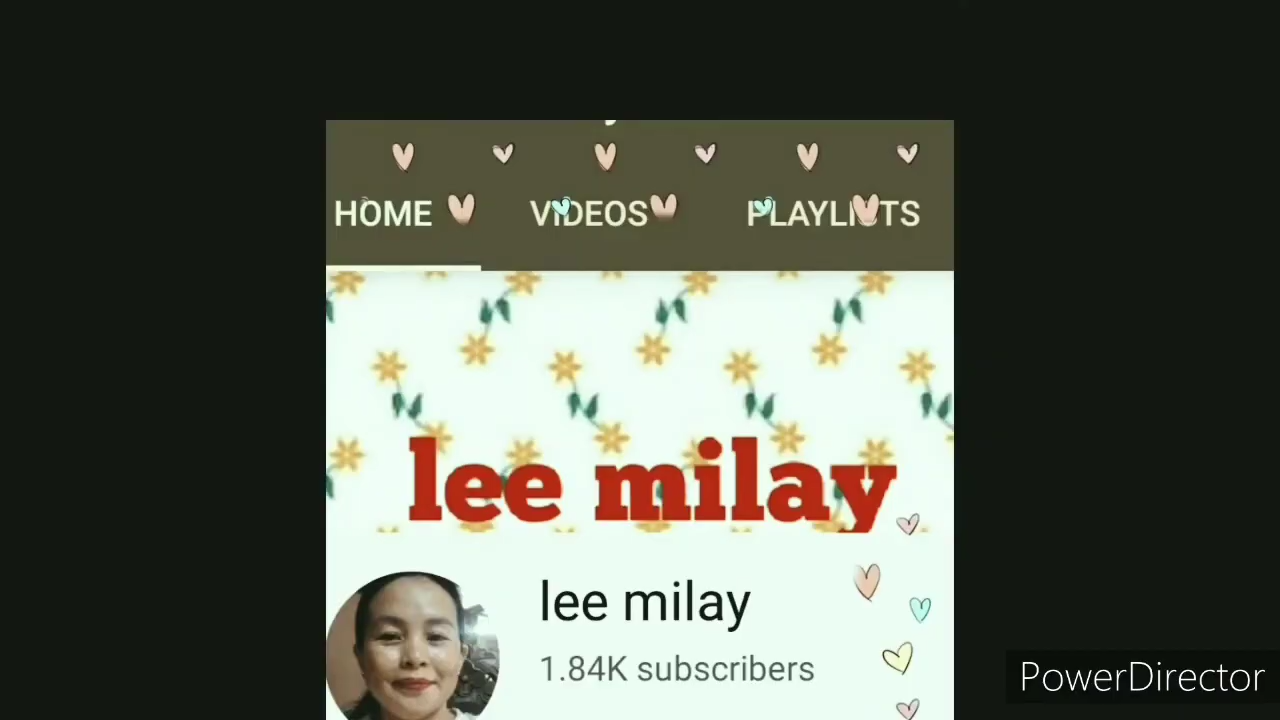 HOME VIDEOS PLAYLISTS
lee milay
lee milay
1.84K subscribers
PowerDirector